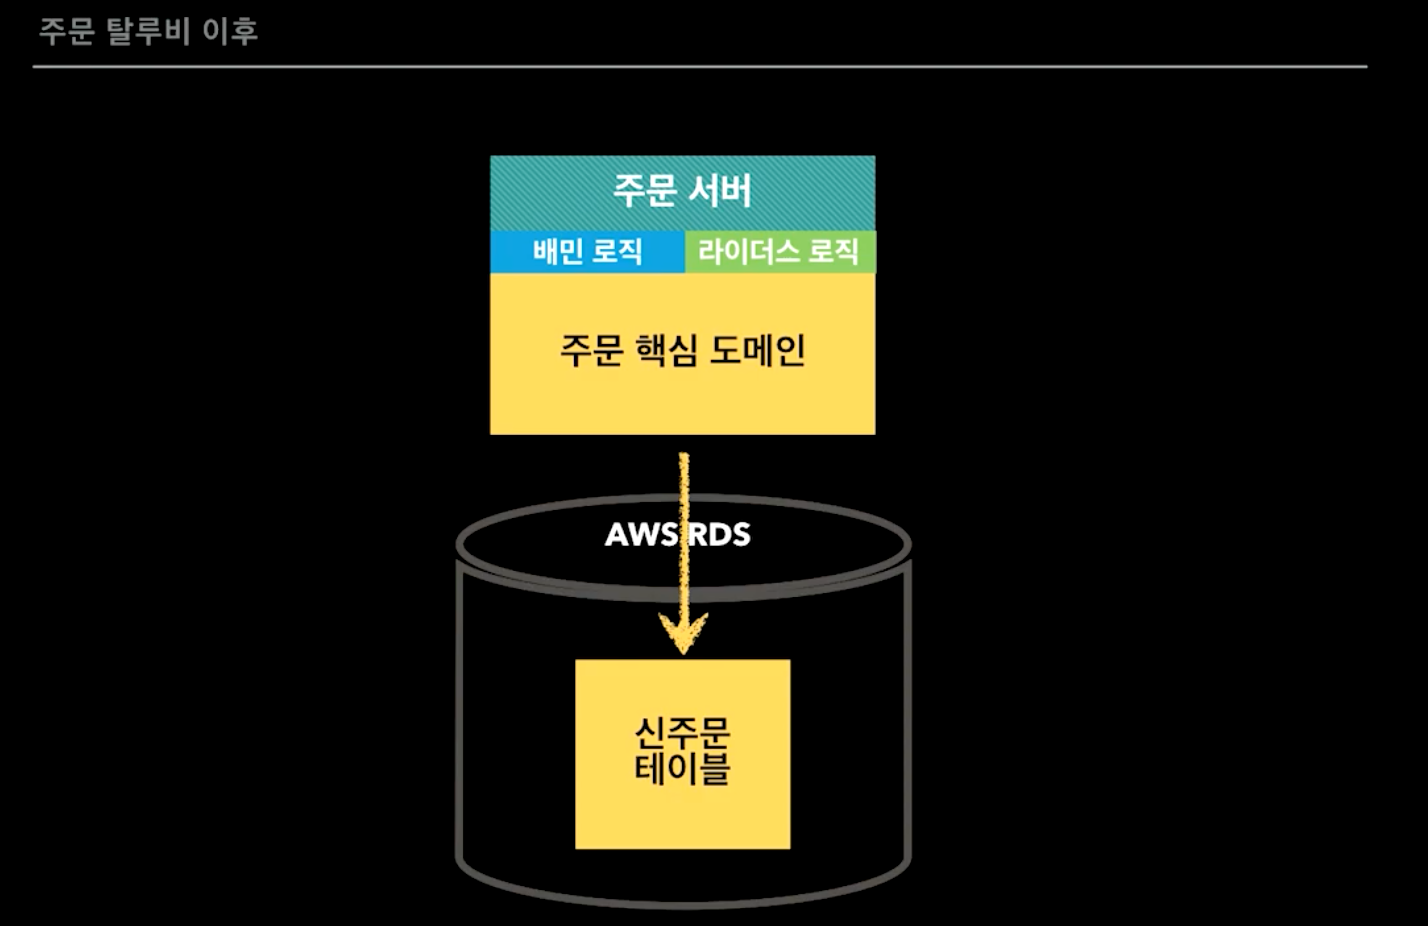 주문 탈루비 이후
주문 서버
배민 로직
라이더스 로직
주문 핵심 도메인
AWS RDS
신주문
테이블